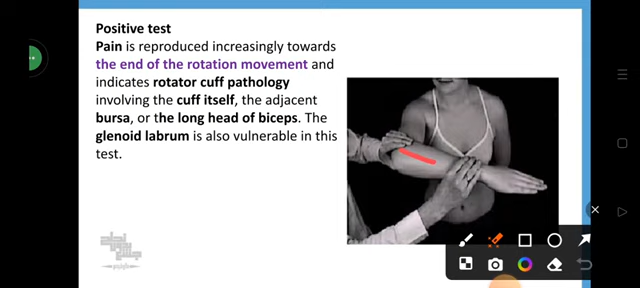 Positive test
Pain is reproduced increasingly towards
the end of the rotation movement and
indicates rotator cuff pathology
involving the cuff itself, the adjacent
bursa, or the long head of biceps. The
glenoid labrum is also vulnerable in this
test.